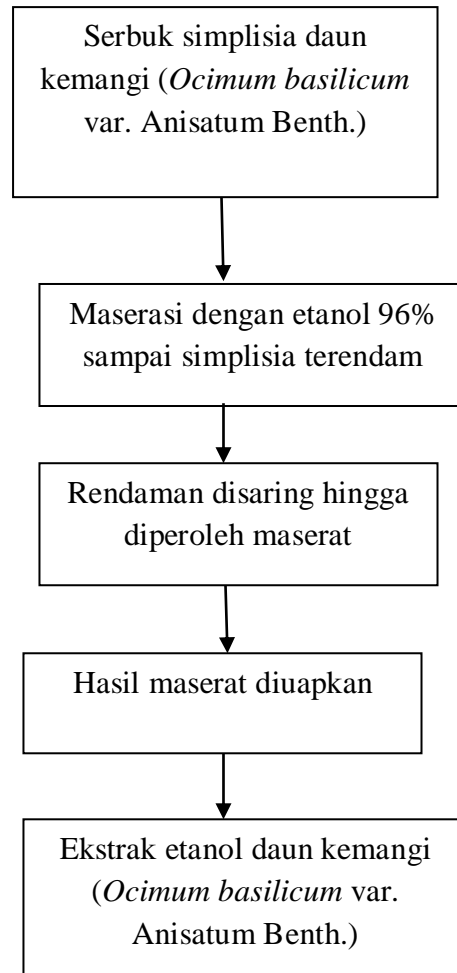 Serbuk simplisia daun
kemangi (Ocimum basilicum
var. Anisatum Benth.)
Maserasi dengan etanol 96%
sampai simplisia terendam
Rendaman disaring hingga
diperoleh maserat
Hasil maserat diuapkan
Ekstrak etanol daun kemangi
(Ocimum basilicum var.
Anisatum Benth.)